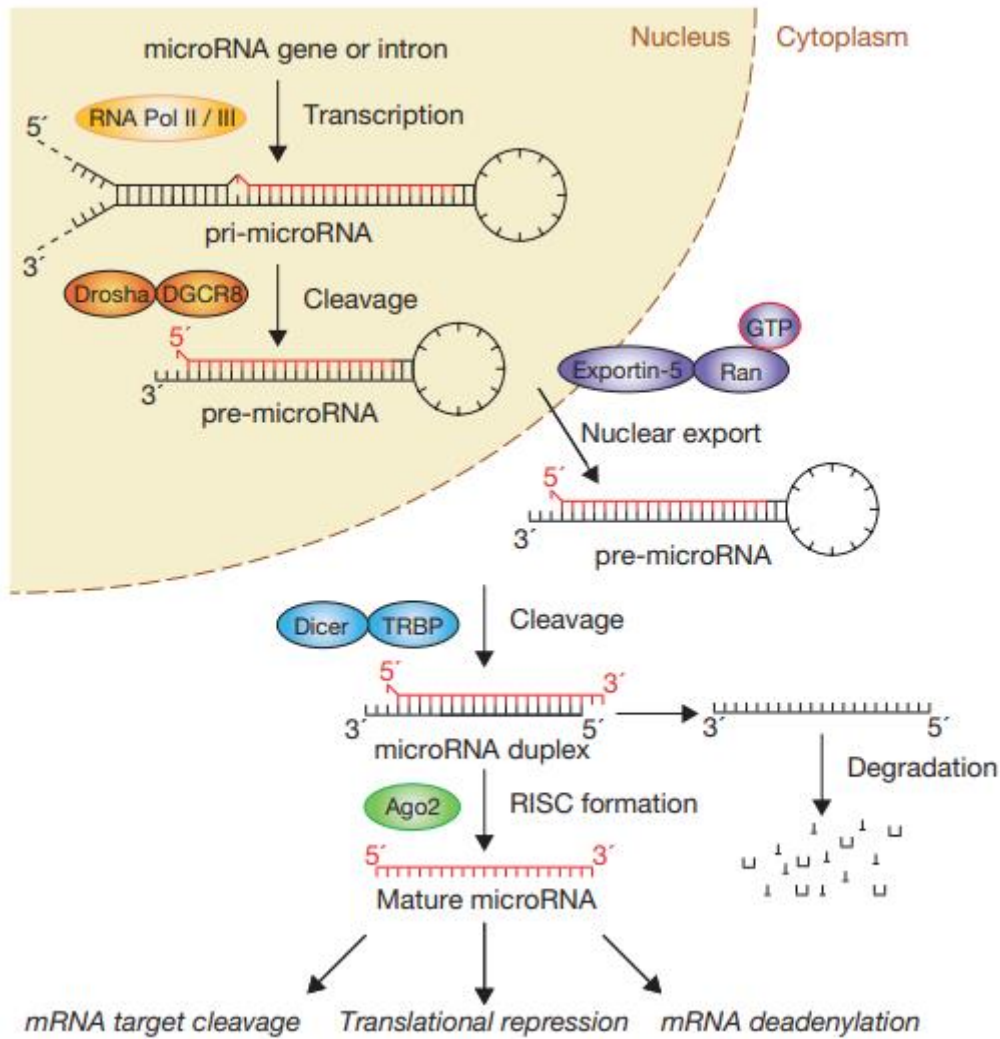 microRNA gene or intron
Nucleus
Cytoplasm
RNA Pol II / III
Transcription
5´
3´
pri-microRNA
Drosha
DGCR8
Cleavage
5´
3´
pre-microRNA
GTP
Exportin-5
Ran
Nuclear export
5´
3´
pre-microRNA
Dicer
TRBP
Cleavage
5´
3´
3´
5´
microRNA duplex
3´
5´
Degradation
Ago2
RISC formation
5´
3´
Mature microRNA
mRNA target cleavage
Translational repression
mRNA deadenylation